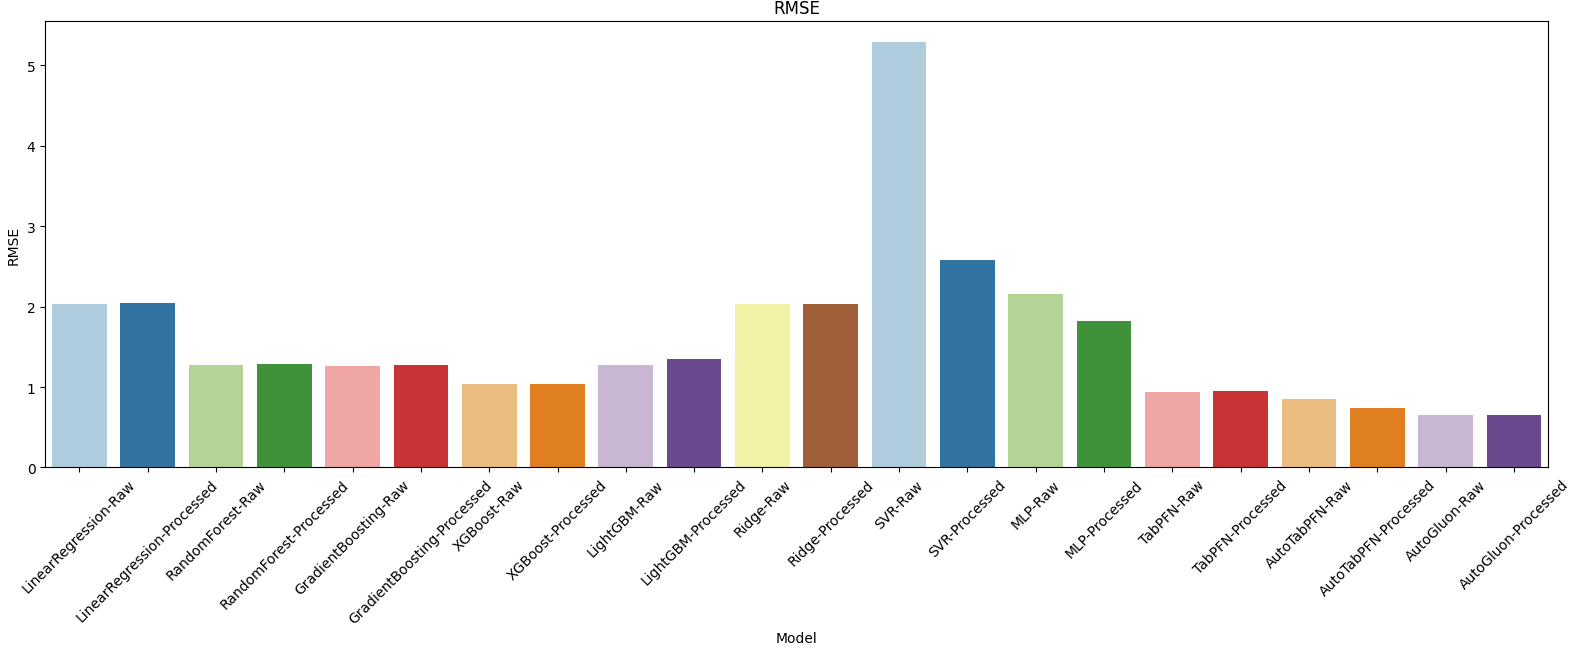 RMSE
RMSE
5
4
3
2
1
0
LinearRegression-Raw
LinearRegression-Processed
RandomForest-Raw
RandomForest-Processed
GradientBoosting-Raw
GradientBoosting-Processed
XGBoost-Raw
XGBoost-Processed
LightGBM-Raw
LightGBM-Processed
Ridge-Raw
Ridge-Processed
SVR-Raw
SVR-Processed
MLP-Raw
MLP-Processed
TabPFN-Raw
TabPFN-Processed
AutoTabPFN-Raw
AutoTabPFN-Processed
AutoGluon-Raw
AutoGluon-Processed
Model